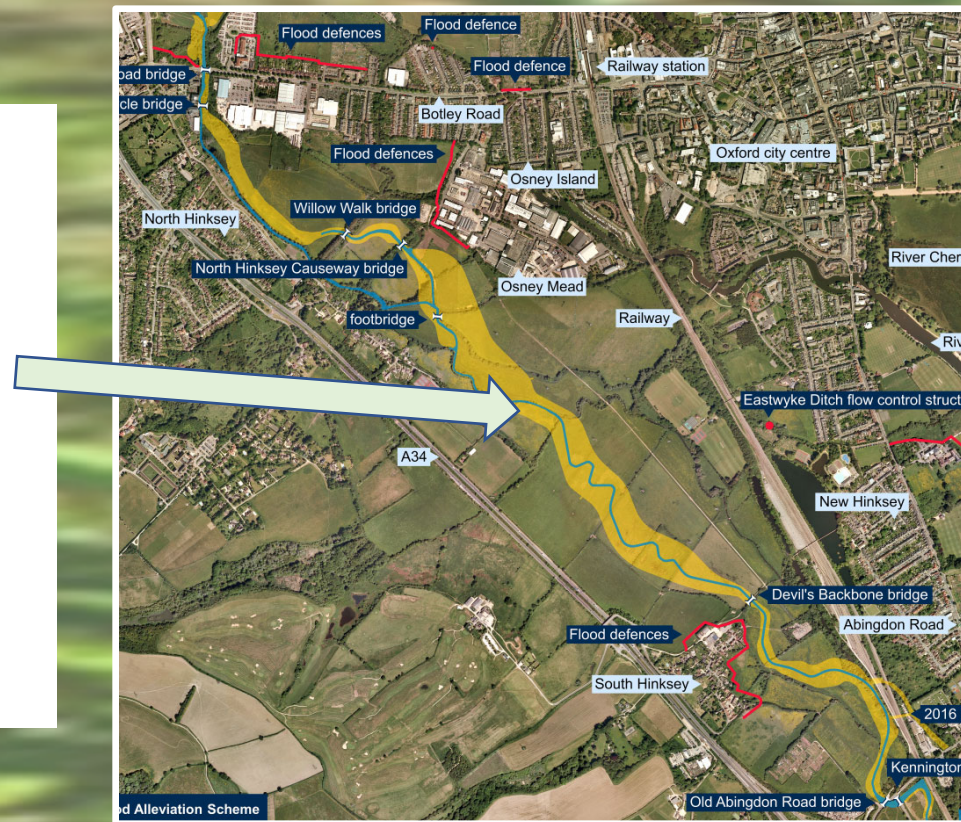 Flood defence
Flood defences
Flood defence
Railway station
oad bridge
cle bridge
Botley Road
Flood defences
Oxford city centre
Osney Island
Willow Walk bridge
North Hinksey
River Cher
North Hinksey Causeway bridge
Osney Mead
footbridge
Railway
Riv
Eastwyke Ditch flow control struct
A34
New Hinksey
Devil's Backbone bridge
Abingdon Road
Flood defences
South Hinksey
2016
Kennington
Old Abingdon Road bridge
d Alleviation Scheme